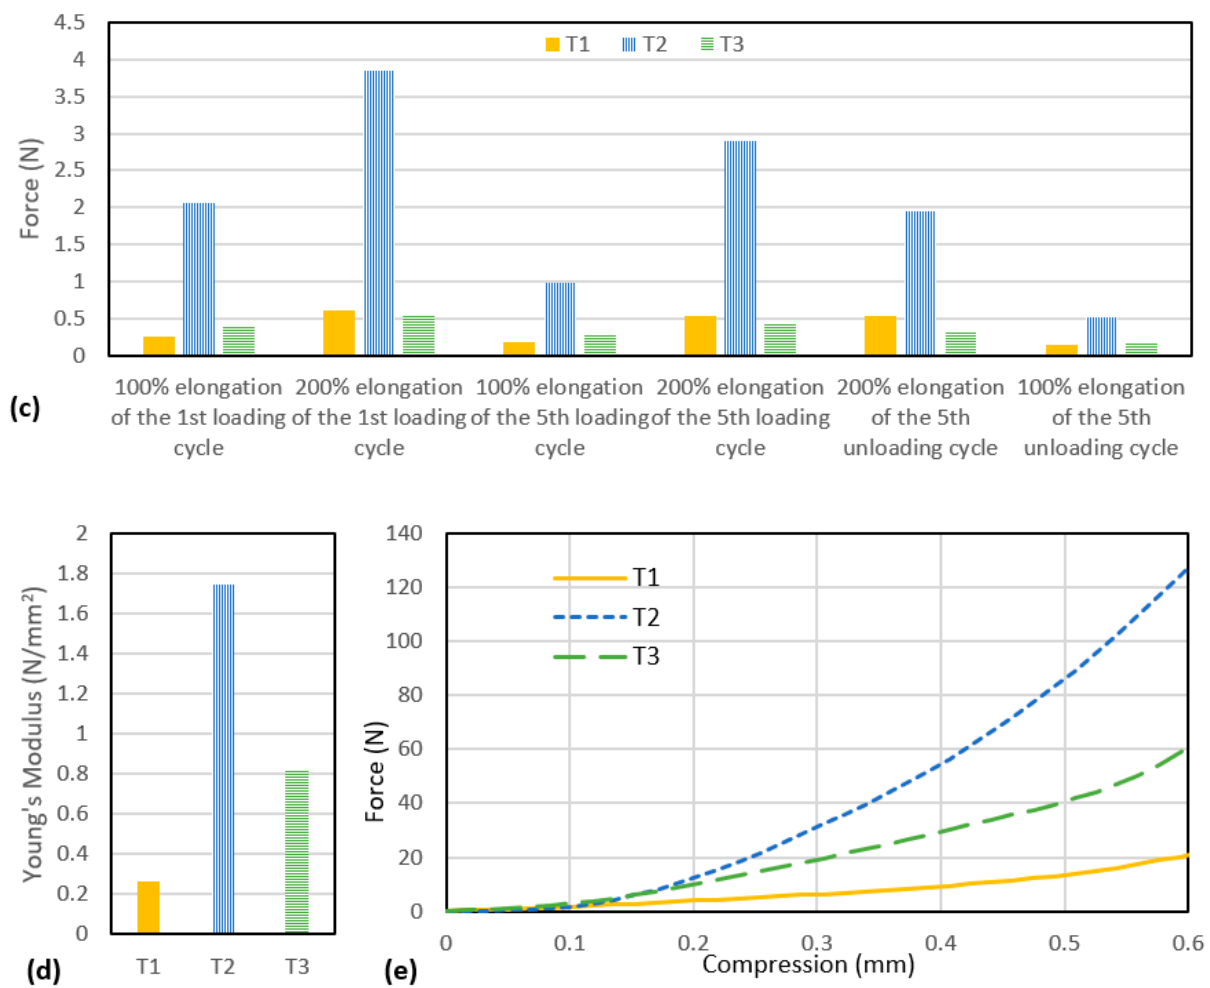 4.5
4
3.5
3
2.5
2
1.5
1
0.5
0
Force (N)
T1 T2 T3
100% elongation of the 1st loading cycle
200% elongation of the 1st loading cycle
100% elongation of the 5th loading cycle
200% elongation of the 5th loading cycle
200% elongation of the 5th unloading cycle
100% elongation of the 5th unloading cycle
(c)
2
1.8
1.6
1.4
1.2
1
0.8
0.6
0.4
0.2
0
Young's Modulus (N/mm²)
T1 T2 T3
(d)
140
120
100
80
60
40
20
0
Force (N)
T1
T2
T3
0 0.1 0.2 0.3 0.4 0.5 0.6
Compression (mm)
(e)